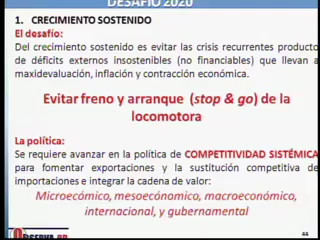 DESAFIO 2020
1. CRECIMIENTO SOSTENIDO
El desafío:
Del crecimiento sostenido es evitar las crisis recurrentes producto
de déficits externos insostenibles (no financiables) que llevan a
maxidevaluación, inflación y contracción económica.
Evitar freno y arranque (stop & go) de la
locomotora
La política:
Se requiere avanzar en la política de COMPETITIVIDAD SISTÉMICA
para fomentar exportaciones y la sustitución competitiva de
importaciones e integrar la cadena de valor:
Microecómico, mesoeconómico, macroeconómico,
internacional, y gubernamental
44